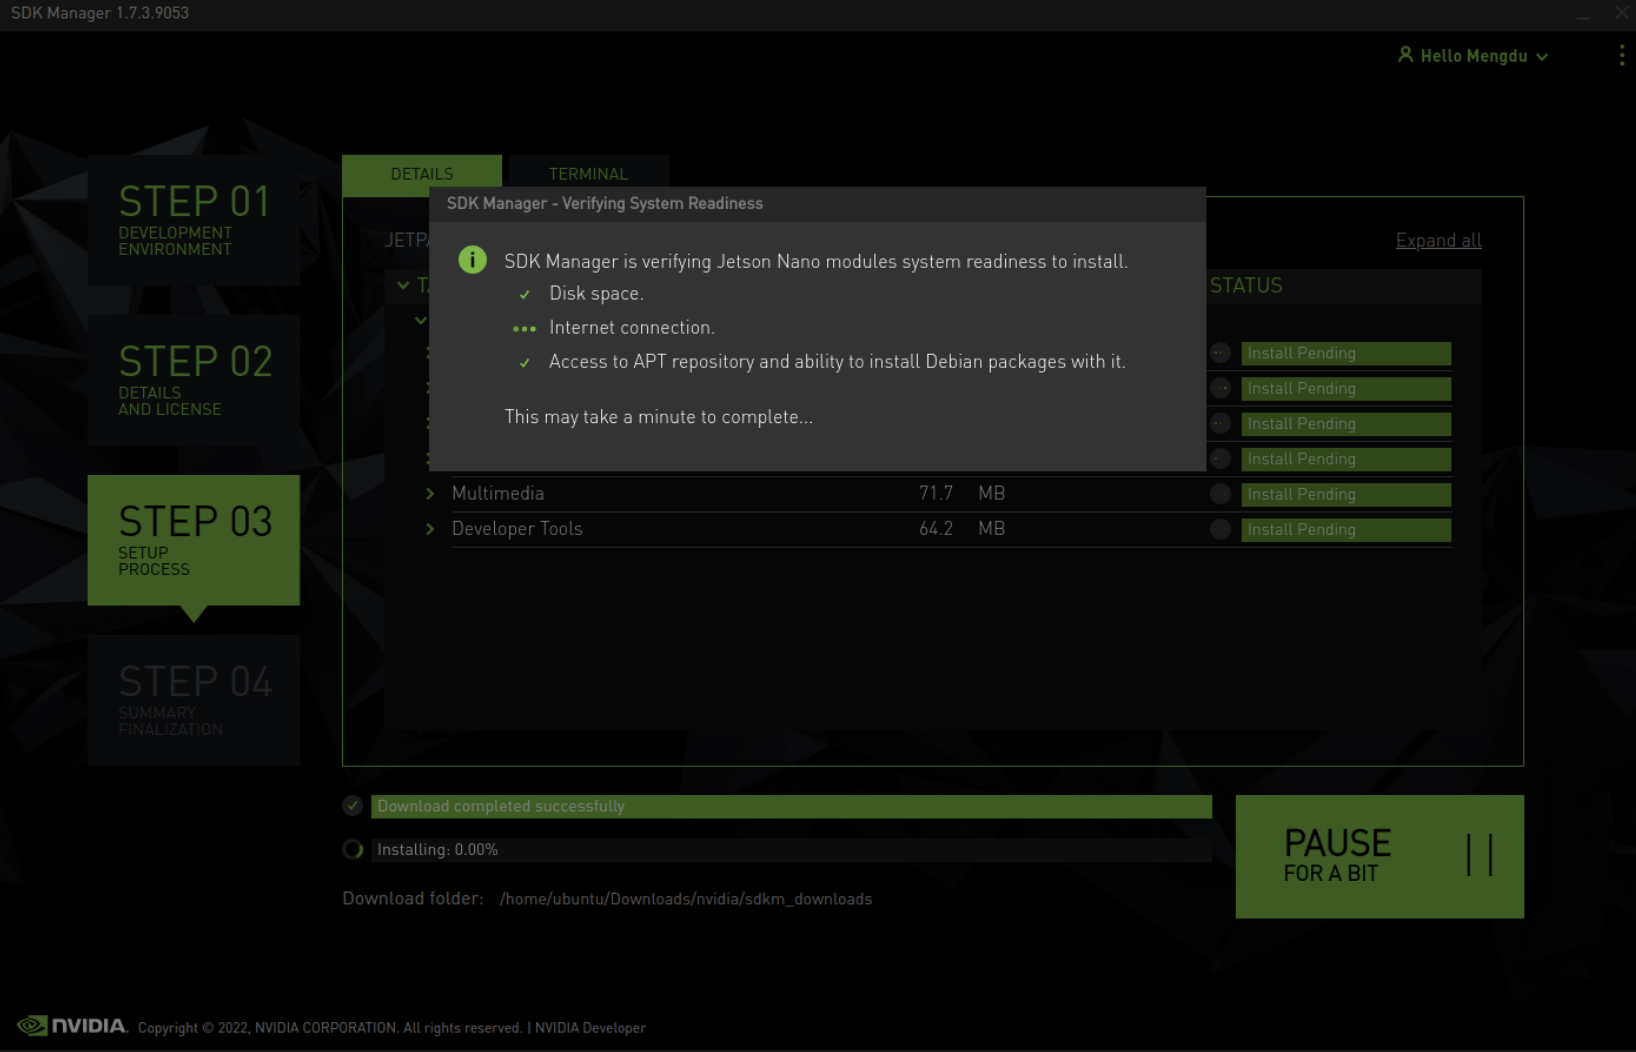 SDK Manager 1.7.3.9053
Hello Mengdu
STEP 01
DEVELOPMENT
ENVIRONMENT
STEP 02
DETAILS
AND LICENSE
STEP 03
SETUP
PROCESS
STEP 04
SUMMARY
FINALIZATION
DETAILS TERMINAL
SDK Manager - Verifying System Readiness
Expand all
SDK Manager is verifying Jetson Nano modules system readiness to install.
Disk space.
Internet connection.
Access to APT repository and ability to install Debian packages with it.
This may take a minute to complete...
STATUS
Install Pending
Install Pending
Install Pending
Install Pending
Multimedia 71.7 MB Install Pending
Developer Tools 64.2 MB Install Pending
Download completed successfully
Installing: 0.00%
Download folder: /home/ubuntu/Downloads/nvidia/sdkm_downloads
PAUSE
FOR A BIT
NVIDIA. Copyright © 2022, NVIDIA CORPORATION. All rights reserved. | NVIDIA Developer